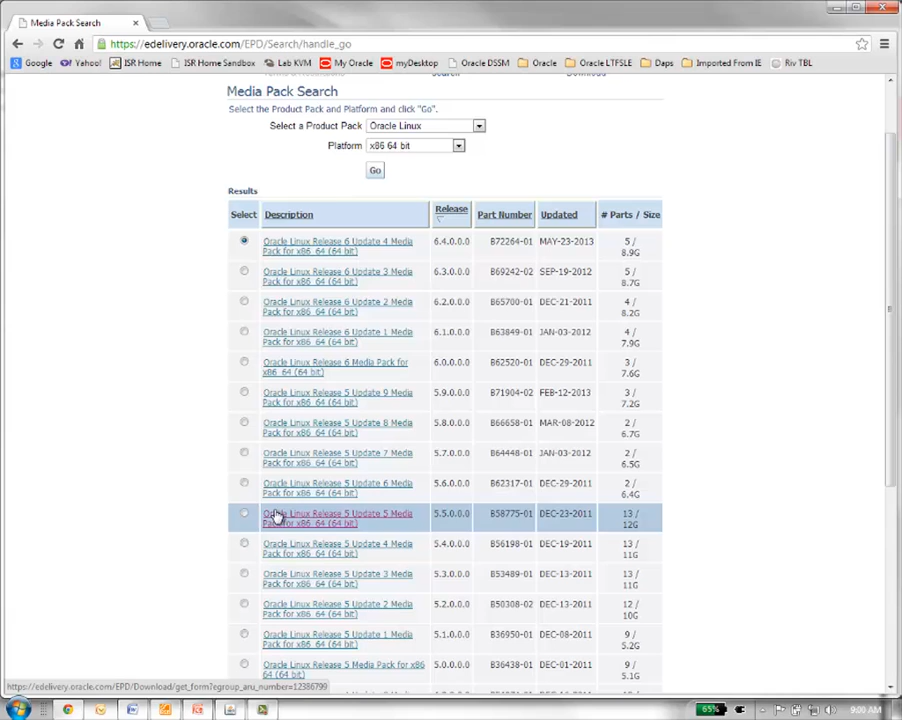 Media Pack Search
https://edelivery.oracle.com/EPD/Search/handle_go
Google Yahoo! ISR Home ISR Home Sandbox Lab KVM My Oracle myDesktop Oracle DSSM Oracle Oracle LTFSLE Daps Imported From IE Riv TBL
Media Pack Search
Select the Product Pack and Platform and click "Go".
Select a Product Pack Oracle Linux
Platform x86 64 bit
Go
Results
Select Description Release Part Number Updated # Parts / Size
Oracle Linux Release 6 Update 4 Media 6.4.0.0.0 B72264-01 MAY-23-2013 5 /
Pack for x86_64 (64 bit) 8.9G
Oracle Linux Release 6 Update 3 Media 6.3.0.0.0 B69242-02 SEP-19-2012 5 /
Pack for x86_64 (64 bit) 8.7G
Oracle Linux Release 6 Update 2 Media 6.2.0.0.0 B65700-01 DEC-21-2011 4 /
Pack for x86_64 (64 bit) 8.2G
Oracle Linux Release 6 Update 1 Media 6.1.0.0.0 B63849-01 JAN-03-2012 4 /
Pack for x86_64 (64 bit) 7.9G
Oracle Linux Release 6 Media Pack for 6.0.0.0.0 B62520-01 DEC-29-2011 3 /
x86_64 (64 bit) 7.6G
Oracle Linux Release 5 Update 9 Media 5.9.0.0.0 B71904-02 FEB-12-2013 3 /
Pack for x86_64 (64 bit) 7.2G
Oracle Linux Release 5 Update 8 Media 5.8.0.0.0 B66658-01 MAR-08-2012 2 /
Pack for x86_64 (64 bit) 6.7G
Oracle Linux Release 5 Update 7 Media 5.7.0.0.0 B64448-01 JAN-03-2012 2 /
Pack for x86_64 (64 bit) 6.5G
Oracle Linux Release 5 Update 6 Media 5.6.0.0.0 B62317-01 DEC-29-2011 2 /
Pack for x86_64 (64 bit) 6.4G
Oracle Linux Release 5 Update 5 Media 5.5.0.0.0 B58775-01 DEC-23-2011 13 /
Pack for x86_64 (64 bit) 12G
Oracle Linux Release 5 Update 4 Media 5.4.0.0.0 B56198-01 DEC-19-2011 13 /
Pack for x86_64 (64 bit) 11G
Oracle Linux Release 5 Update 3 Media 5.3.0.0.0 B53489-01 DEC-13-2011 13 /
Pack for x86_64 (64 bit) 11G
Oracle Linux Release 5 Update 2 Media 5.2.0.0.0 B50308-02 DEC-13-2011 12 /
Pack for x86_64 (64 bit) 10G
Oracle Linux Release 5 Update 1 Media 5.1.0.0.0 B36950-01 DEC-08-2011 9 /
Pack for x86_64 (64 bit) 5.2G
Oracle Linux Release 5 Media Pack for x86 5.0.0.0.0 B36438-01 DEC-01-2011 9 /
64 (64 bit) 5.1G
https://edelivery.oracle.com/EPD/Download/get_form?egroup_aru_number=12386799
65% 9:00 AM